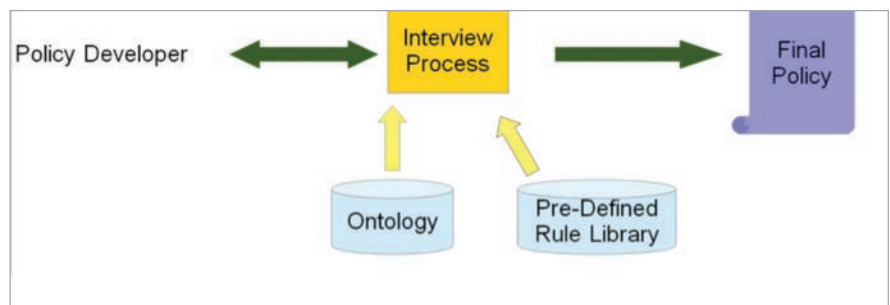 Policy Developer
Interview
Process
Final
Policy
Ontology
Pre-Defined
Rule Library